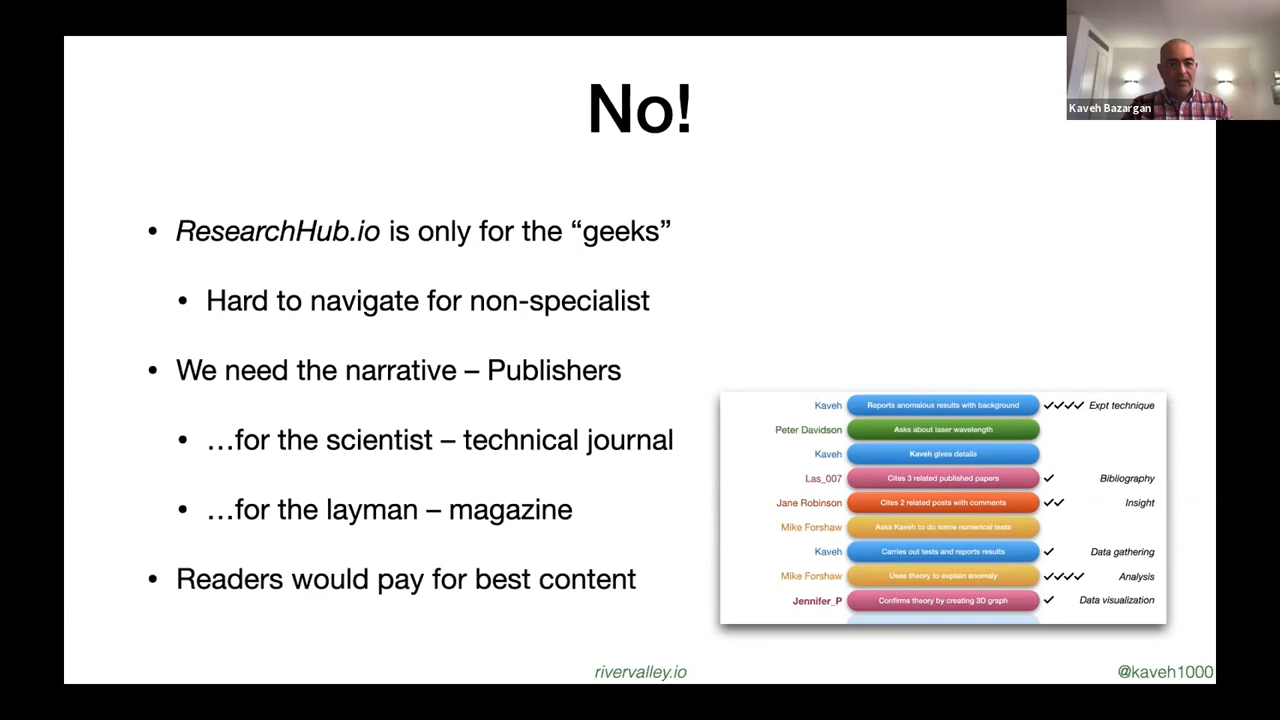 No!
Kaveh Bazargan
• ResearchHub.io is only for the “geeks”
• Hard to navigate for non-specialist
• We need the narrative – Publishers
• …for the scientist – technical journal
• …for the layman – magazine
• Readers would pay for best content
Kaveh Reports anomalous results with background ✓✓✓✓ Expt technique
Peter Davidson Asks about laser wavelength
Kaveh Kaveh gives details
Las_007 Cites 3 related published papers ✓ Bibliography
Jane Robinson Cites 2 related posts with comments ✓✓ Insight
Mike Forshaw Asks Kaveh to do some numerical tests
Kaveh Carries out tests and reports results ✓ Data gathering
Mike Forshaw Uses theory to explain anomaly ✓✓✓✓ Analysis
Jennifer_P Confirms theory by creating 3D graph ✓ Data visualization
rivervalley.io
@kaveh1000